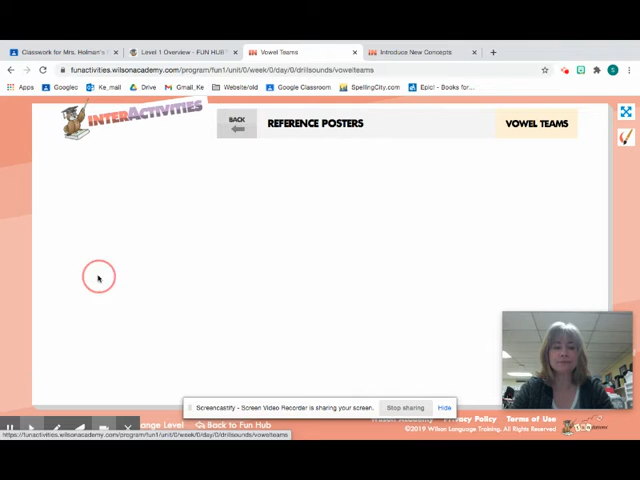 Classwork for Mrs. Holman's
Level 1 Overview - FUN HUB
Vowel Teams
Introduce New Concepts
funactivities.wilsonacademy.com/program/fun1/unit/0/week/0/day/0/drillsounds/vowelteams
Apps
Googlec
Ke_mail
Drive
Gmail_Ke
Website/old
Google Classroom
SpellingCity.com
Epic! - Books for...
INTERACTIVITIES
BACK
REFERENCE POSTERS
VOWEL TEAMS
Screencastify - Screen Video Recorder is sharing your screen.
Stop sharing
Hide
ange Level
Back to Fun Hub
Wilson Academy
Privacy Policy
Terms of Use
©2019 Wilson Language Training. All Rights Reserved
https://funactivities.wilsonacademy.com/program/fun1/unit/0/week/0/day/0/drillsounds/vowelteams